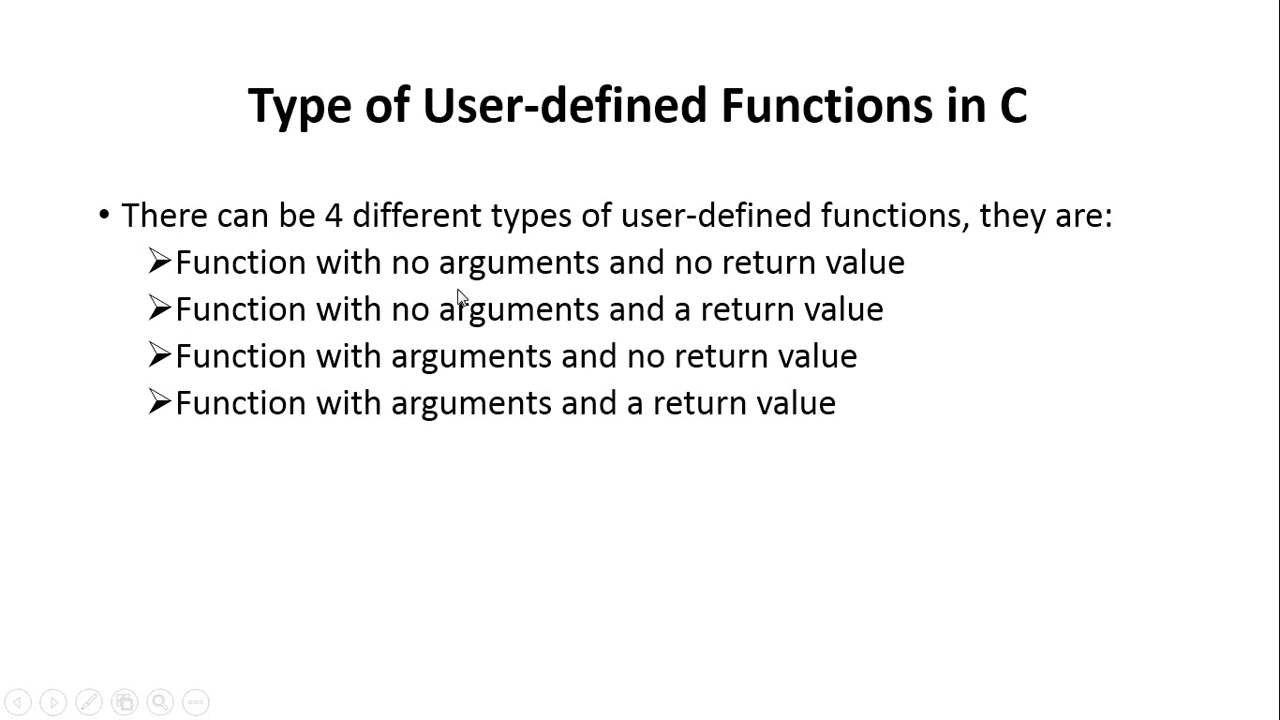 Type of User-defined Functions in C
• There can be 4 different types of user-defined functions, they are:
➢Function with no arguments and no return value
➢Function with no arguments and a return value
➢Function with arguments and no return value
➢Function with arguments and a return value